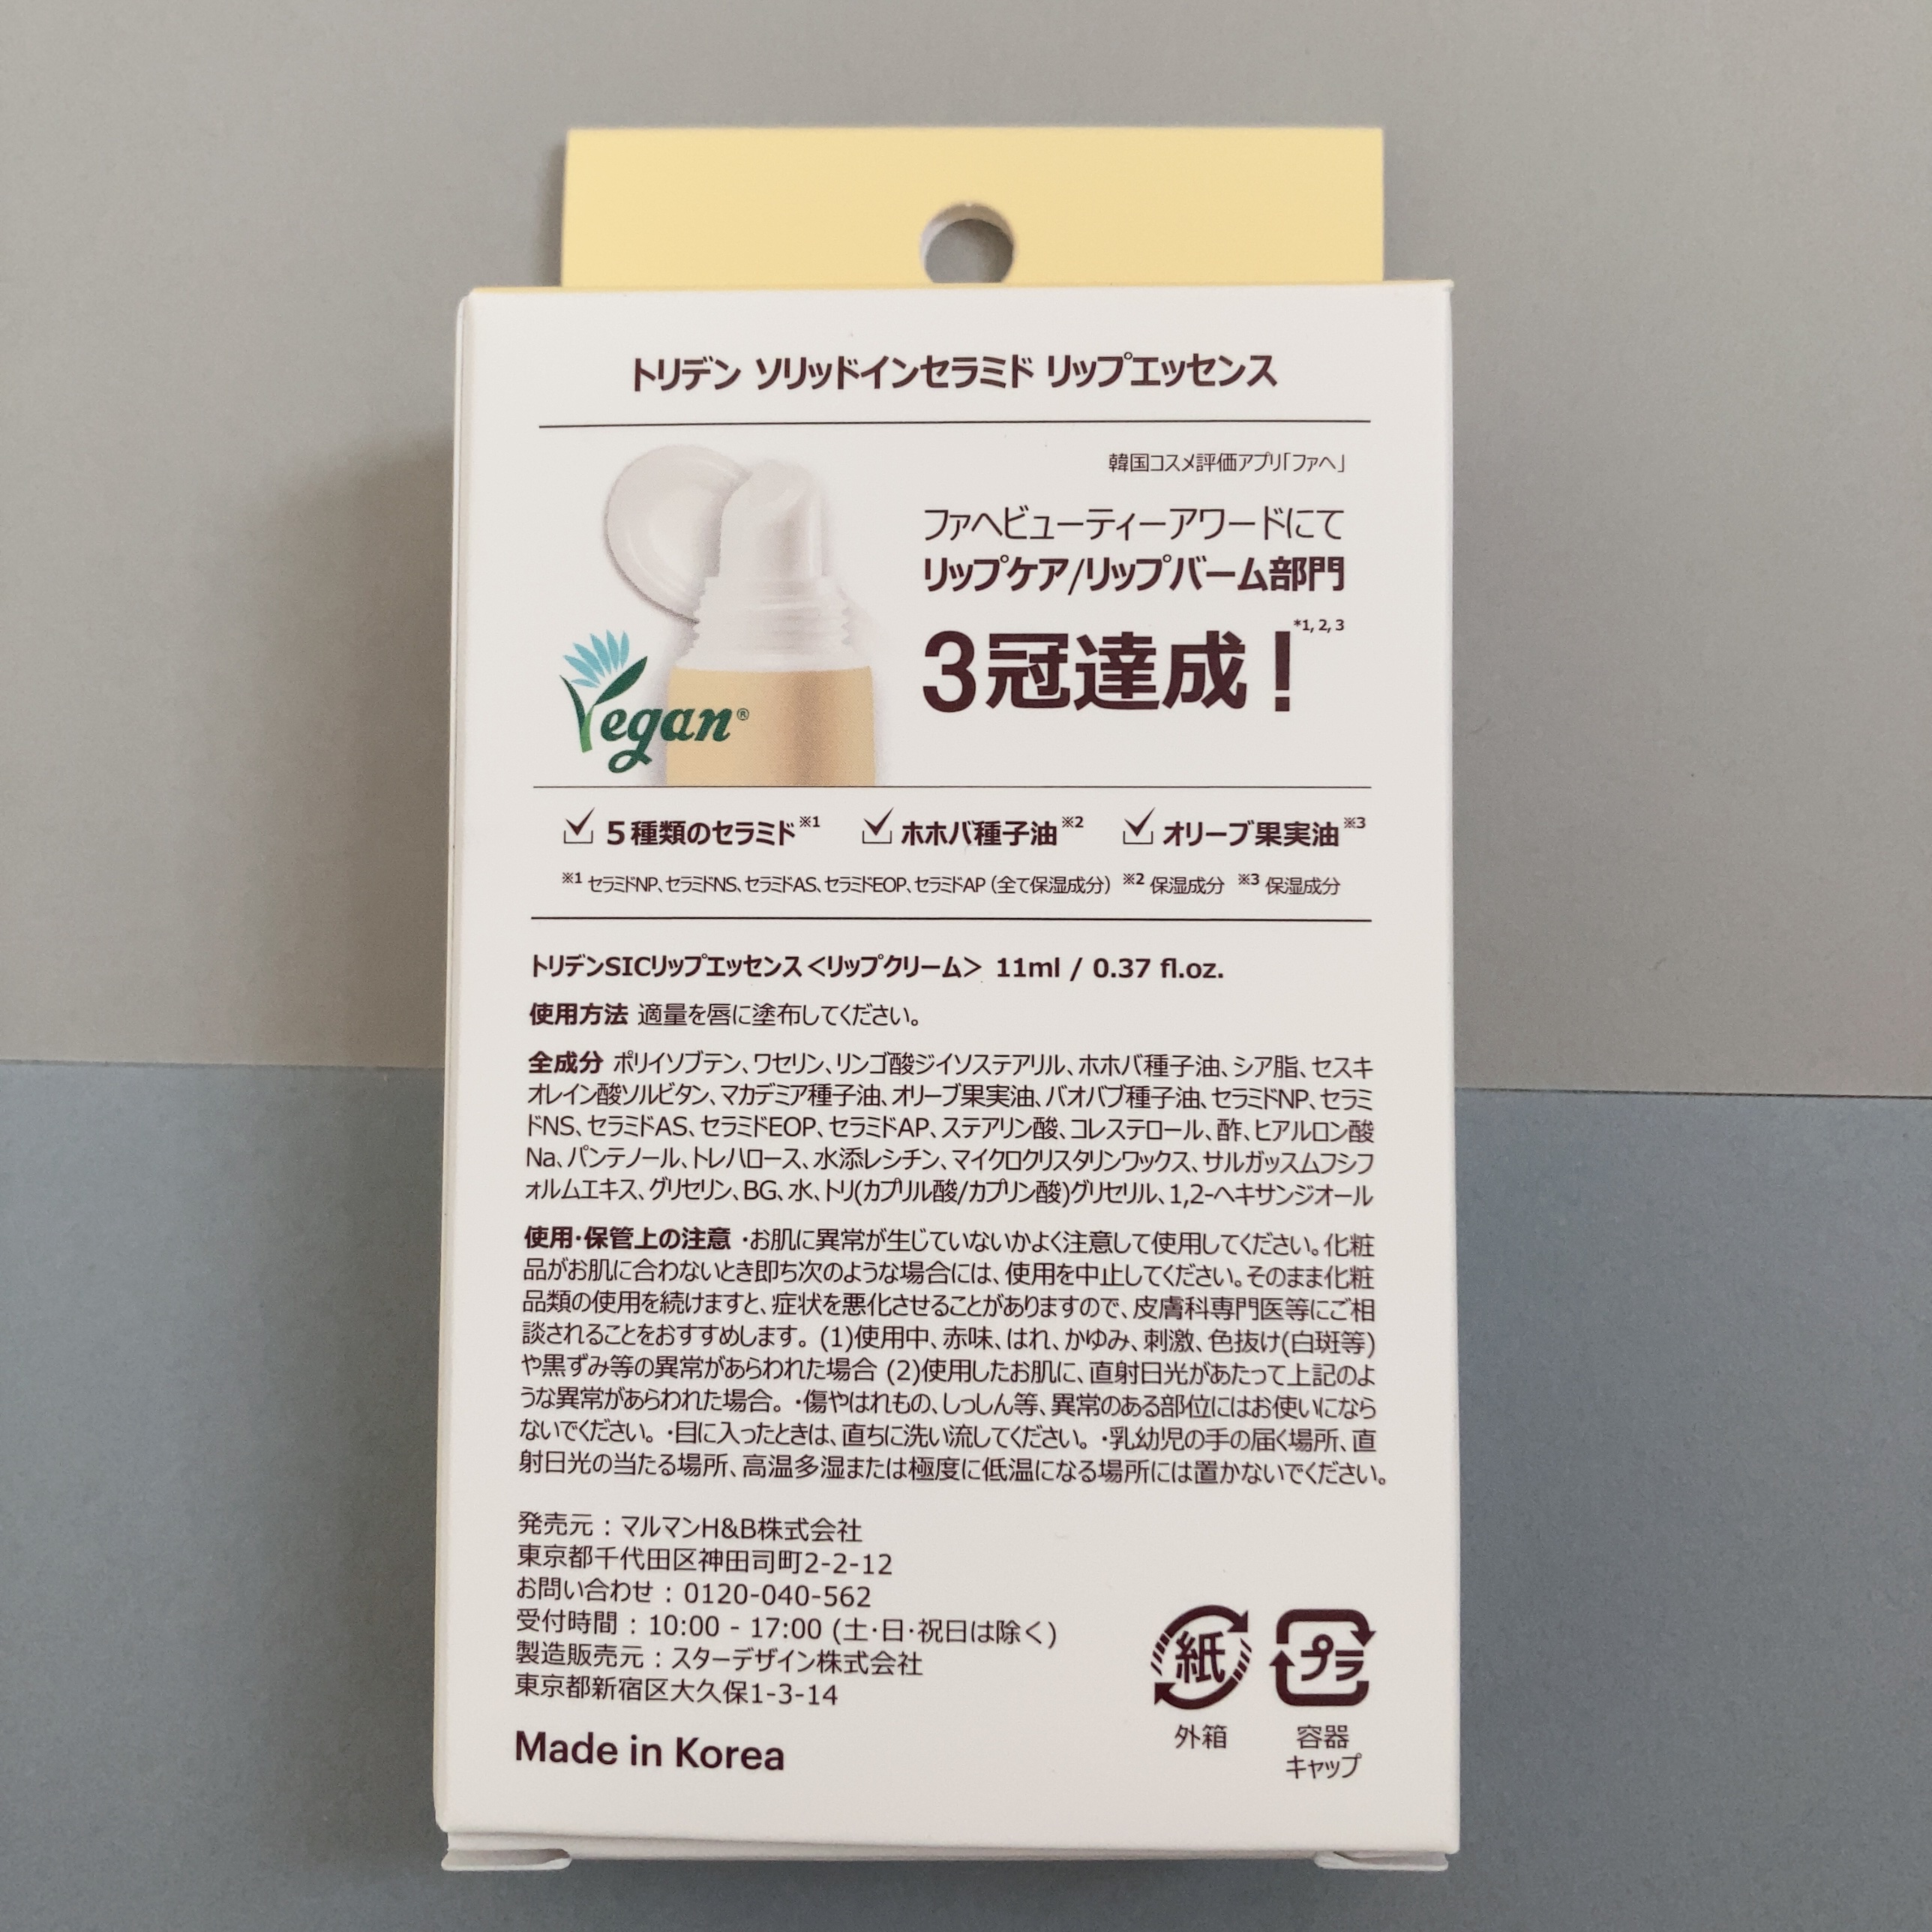 トリデン ソリッドインセラミド リップエッセンス
韓国コスメ評価アプリ「ファヘ」
ファヘビューティーアワードにて
リップケア/リップバーム部門
3冠達成！*1, 2, 3
Vegan®
5種類のセラミド※1 ホホバ種子油※2 オリーブ果実油※3
※1 セラミドNP、セラミドNS、セラミドAS、セラミドEOP、セラミドAP（全て保湿成分）※2 保湿成分 ※3 保湿成分
トリデンSICリップエッセンス＜リップクリーム＞ 11ml / 0.37 fl.oz.
使用方法 適量を唇に塗布してください。
全成分 ポリイソブテン、ワセリン、リンゴ酸ジイソステアリル、ホホバ種子油、シア脂、セスキ
オレイン酸ソルビタン、マカデミア種子油、オリーブ果実油、バオバブ種子油、セラミドNP、セラミ
ドNS、セラミドAS、セラミドEOP、セラミドAP、ステアリン酸、コレステロール、酢、ヒアルロン酸
Na、パンテノール、トレハロース、水添レシチン、マイクロクリスタリンワックス、サルガッスムフシフ
ォルムエキス、グリセリン、BG、水、トリ(カプリル酸/カプリン酸)グリセリル、1,2-ヘキサンジオール
使用・保管上の注意 ・お肌に異常が生じていないかよく注意して使用してください。化粧
品がお肌に合わないとき即ち次のような場合には、使用を中止してください。そのまま化粧
品類の使用を続けますと、症状を悪化させることがありますので、皮膚科専門医等にご相
談されることをおすすめします。(1)使用中、赤味、はれ、かゆみ、刺激、色抜け(白斑等)
や黒ずみ等の異常があらわれた場合 (2)使用したお肌に、直射日光があたって上記のよ
うな異常があらわれた場合。・傷やはれもの、しっしん等、異常のある部位にはお使いになら
ないでください。・目に入ったときは、直ちに洗い流してください。・乳幼児の手の届く場所、直
射日光の当たる場所、高温多湿または極度に低温になる場所には置かないでください。
発売元：マルマンH&B株式会社
東京都千代田区神田司町2-2-12
お問い合わせ：0120-040-562
受付時間：10:00 - 17:00 (土・日・祝日は除く)
製造販売元：スターデザイン株式会社
東京都新宿区大久保1-3-14
Made in Korea
紙 プラ
外箱 容器
キャップ